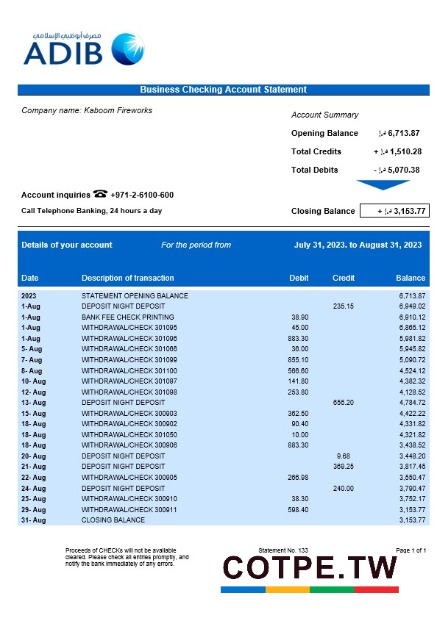 مصرف أبوظبي الإسلامي
ADIB
Business Checking Account Statement
Company name: Kaboom Fireworks
Account Summary
Opening Balance د.إ 6,713.87
Total Credits + د.إ 1,510.28
Total Debits - د.إ 5,070.38
Account inquiries ☎ +971-2-6100-600
Call Telephone Banking, 24 hours a day
Closing Balance + د.إ 3,153.77
Details of your account For the period from July 31, 2023. to August 31, 2023
Date Description of transaction Debit Credit Balance
2023 STATEMENT OPENING BALANCE 6,713.87
1-Aug DEPOSIT NIGHT DEPOSIT 235.15 6,949.02
1-Aug BANK FEE CHECK PRINTING 38.90 6,910.12
1-Aug WITHDRAWAL/CHECK 301095 45.00 6,865.12
1-Aug WITHDRAWAL/CHECK 301096 883.30 5,981.82
5- Aug WITHDRAWAL/CHECK 301066 36.00 5,945.82
7- Aug WITHDRAWAL/CHECK 301099 855.10 5,090.72
8- Aug WITHDRAWAL/CHECK 301100 566.60 4,524.12
10- Aug WITHDRAWAL/CHECK 301097 141.80 4,382.32
12- Aug WITHDRAWAL/CHECK 301098 253.80 4,128.52
13- Aug DEPOSIT NIGHT DEPOSIT 656.20 4,784.72
15- Aug WITHDRAWAL/CHECK 300903 362.50 4,422.22
18- Aug WITHDRAWAL/CHECK 300902 90.40 4,331.82
18- Aug WITHDRAWAL/CHECK 301050 10.00 4,321.82
18- Aug WITHDRAWAL/CHECK 300906 883.30 3,438.52
20- Aug DEPOSIT NIGHT DEPOSIT 9.68 3,448.20
21- Aug DEPOSIT NIGHT DEPOSIT 369.25 3,817.45
22- Aug WITHDRAWAL/CHECK 300905 266.98 3,550.47
24- Aug DEPOSIT NIGHT DEPOSIT 240.00 3,790.47
25- Aug WITHDRAWAL/CHECK 300910 38.30 3,752.17
29- Aug WITHDRAWAL/CHECK 300911 598.40 3,153.77
31- Aug CLOSING BALANCE 3,153.77
Proceeds of CHECKs will not be available
cleared. Please check entries promptly, and
notify the bank immediately of any errors.
Statement No. 133
Page 1 of 1
COTPE.TW